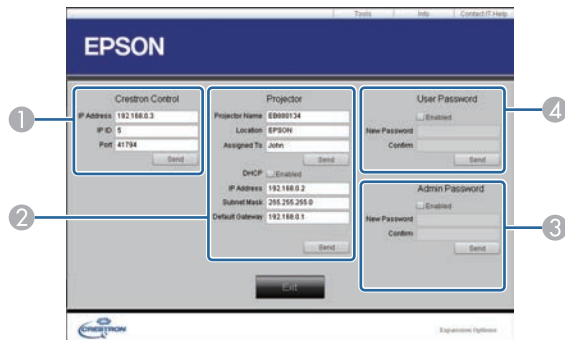 Tools Info Contact IT Help
EPSON
Crestron Control
IP Address 192.168.0.3
IP ID 5
Port 41794
Send
Projector
Projector Name EB000134
Location EPSON
Assigned To John
Send
DHCP Enabled
IP Address 192.168.0.2
Subnet Mask 255.255.255.0
Default Gateway 192.168.0.1
Send
User Password
Enabled
New Password
Confirm
Send
Admin Password
Enabled
New Password
Confirm
Send
Exit
CRESTRON
Expansion Options
1
2
4
3